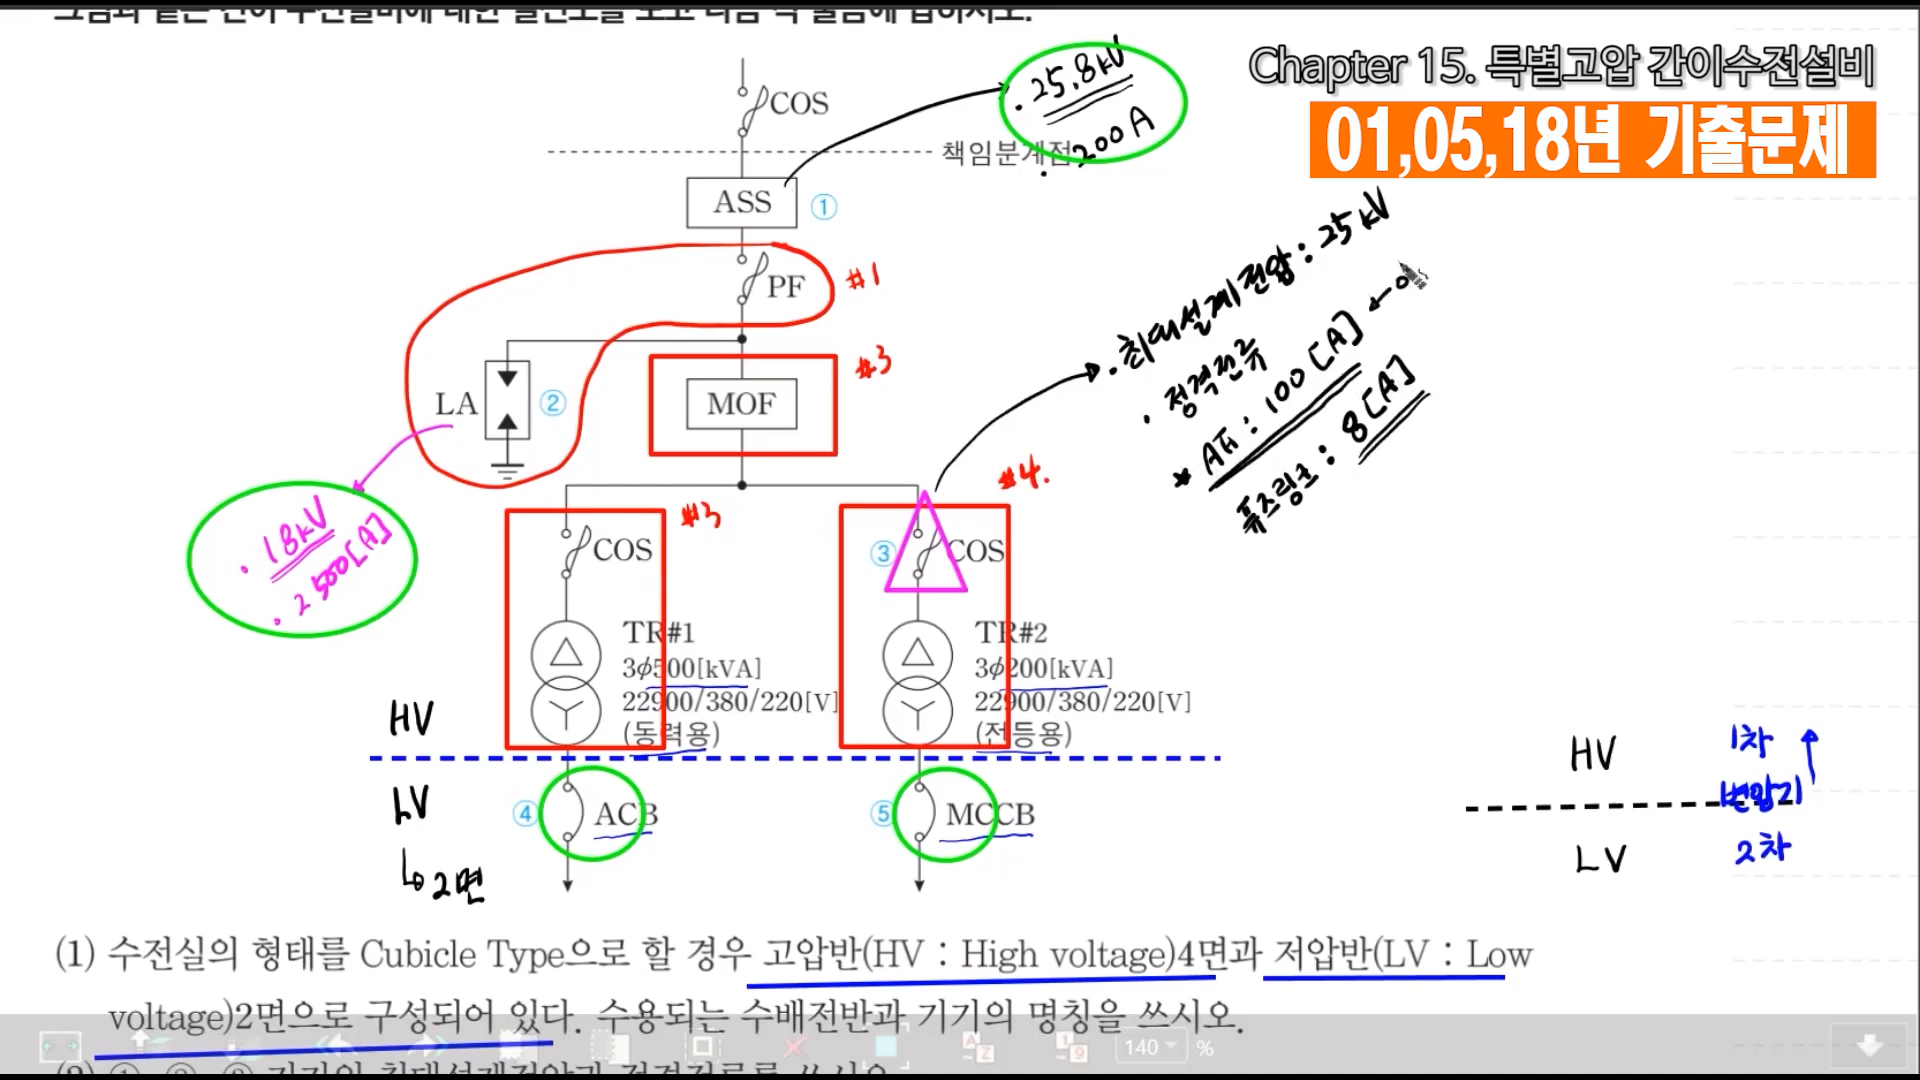 Chapter 15. 특별고압 간이수전설비
01,05,18년 기출문제
COS
책임분계점
ASS ①
PF
LA ②
MOF
COS
③ COS
TR#1
3ϕ500[kVA]
22900/380/220[V]
(동력용)
TR#2
3ϕ200[kVA]
22900/380/220[V]
(전등용)
④ ACB
⑤ MCCB
. 25.8kV
. 200A
#1
#3
#3
#4.
. 18kV
. 2500[A]
. 최대설계전압 : 25kV
. 정격전류
* 새 : 100[A] ←
퓨즈링크 : 8[A]
HV
LV
↳ 2면
HV
LV
1차
변압기
2차
(1) 수전실의 형태를 Cubicle Type으로 할 경우 고압반(HV : High voltage)4면과 저압반(LV : Low
voltage)2면으로 구성되어 있다. 수용되는 수배전반과 기기의 명칭을 쓰시오.
140 %